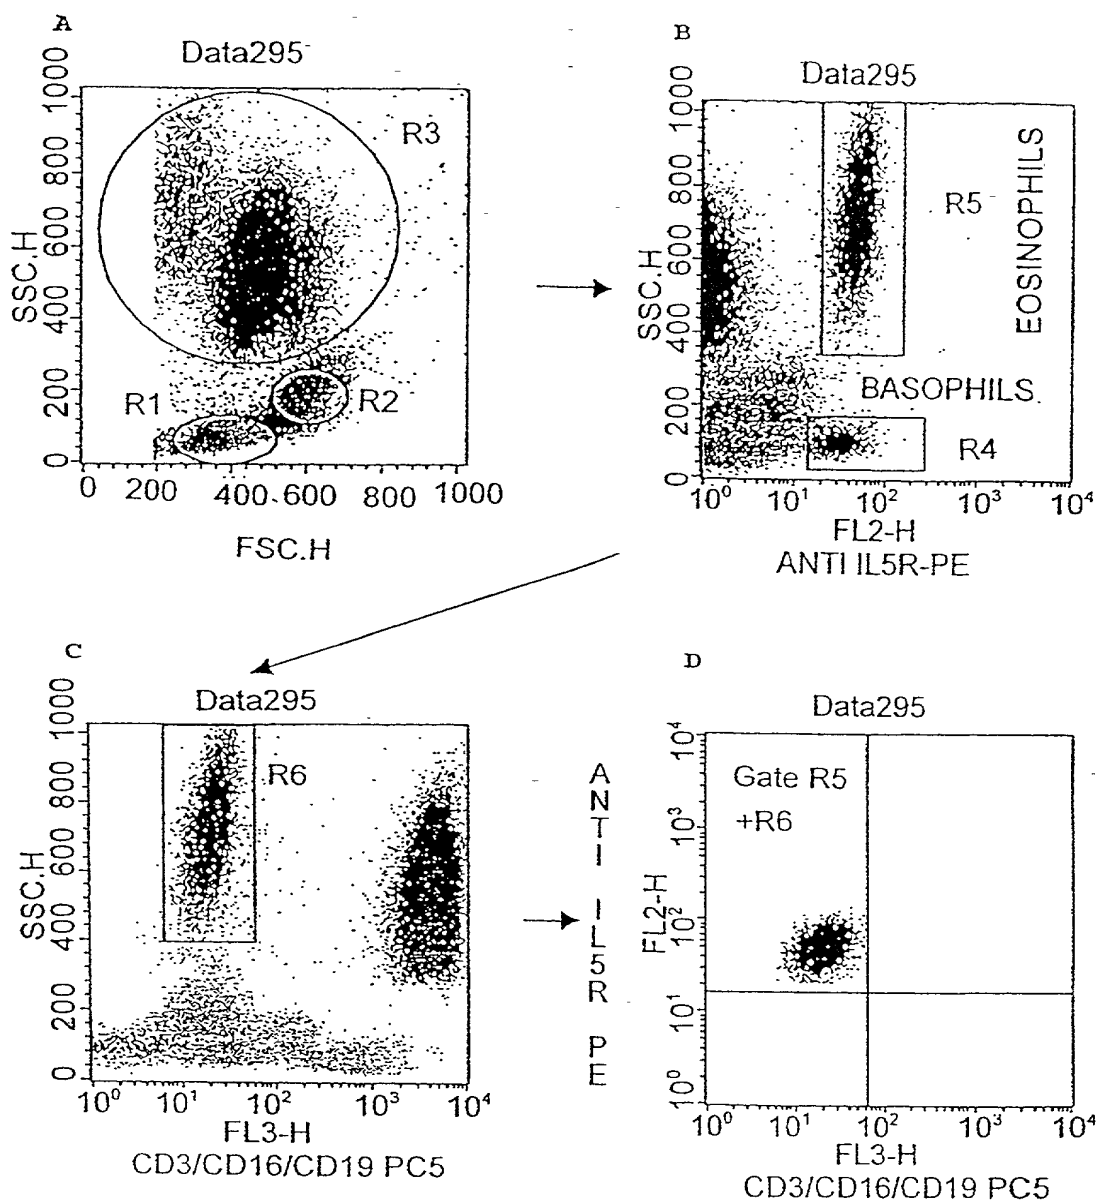 A
Data295
R3
R1
R2
SSC.H
1000
800
600
400
200
0
0 200 400 600 800 1000
FSC.H
B
Data295
R5
EOSINOPHILS
BASOPHILS
R4
SSC.H
1000
800
600
400
200
0
10⁰ 10¹ 10² 10³ 10⁴
FL2-H
ANTI IL5R-PE
C
Data295
R6
SSC.H
1000
800
600
400
200
0
10⁰ 10¹ 10² 10³ 10⁴
FL3-H
CD3/CD16/CD19 PC5
D
Data295
Gate R5
+R6
ANTI IL5R PE
FL2-H
10⁴
10³
10²
10¹
10⁰
10⁰ 10¹ 10² 10³ 10⁴
FL3-H
CD3/CD16/CD19 PC5